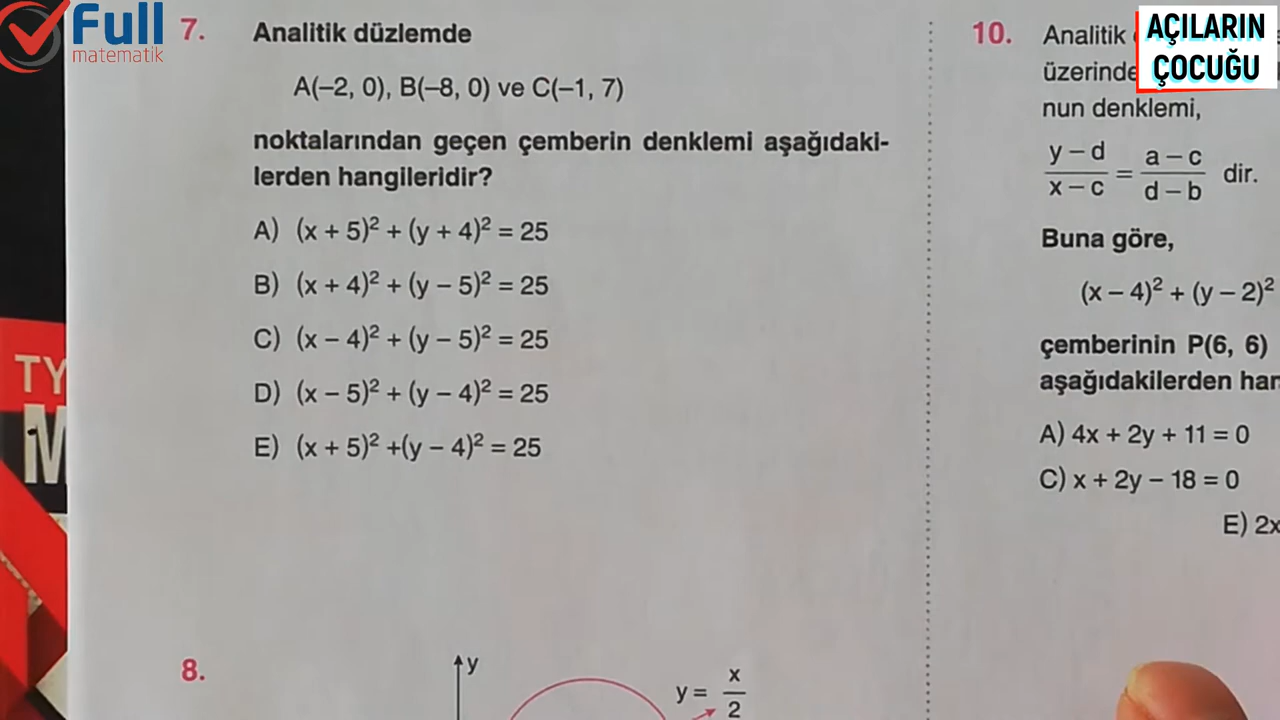 Full
matematik
7. Analitik düzlemde
A(–2, 0), B(–8, 0) ve C(–1, 7)
noktalarından geçen çemberin denklemi aşağıdaki-
lerden hangileridir?
A) (x + 5)² + (y + 4)² = 25
B) (x + 4)² + (y – 5)² = 25
C) (x – 4)² + (y – 5)² = 25
D) (x – 5)² + (y – 4)² = 25
E) (x + 5)² +(y – 4)² = 25
8.
y
y = x/2
AÇILARIN
ÇOCUĞU
10. Analitik
üzerinde
nun denklemi,
(y – d)/(x – c) = (a – c)/(d – b) dir.
Buna göre,
(x – 4)² + (y – 2)²
çemberinin P(6, 6)
aşağıdakilerden
A) 4x + 2y + 11 = 0
C) x + 2y – 18 = 0
E) 2x
TY
M